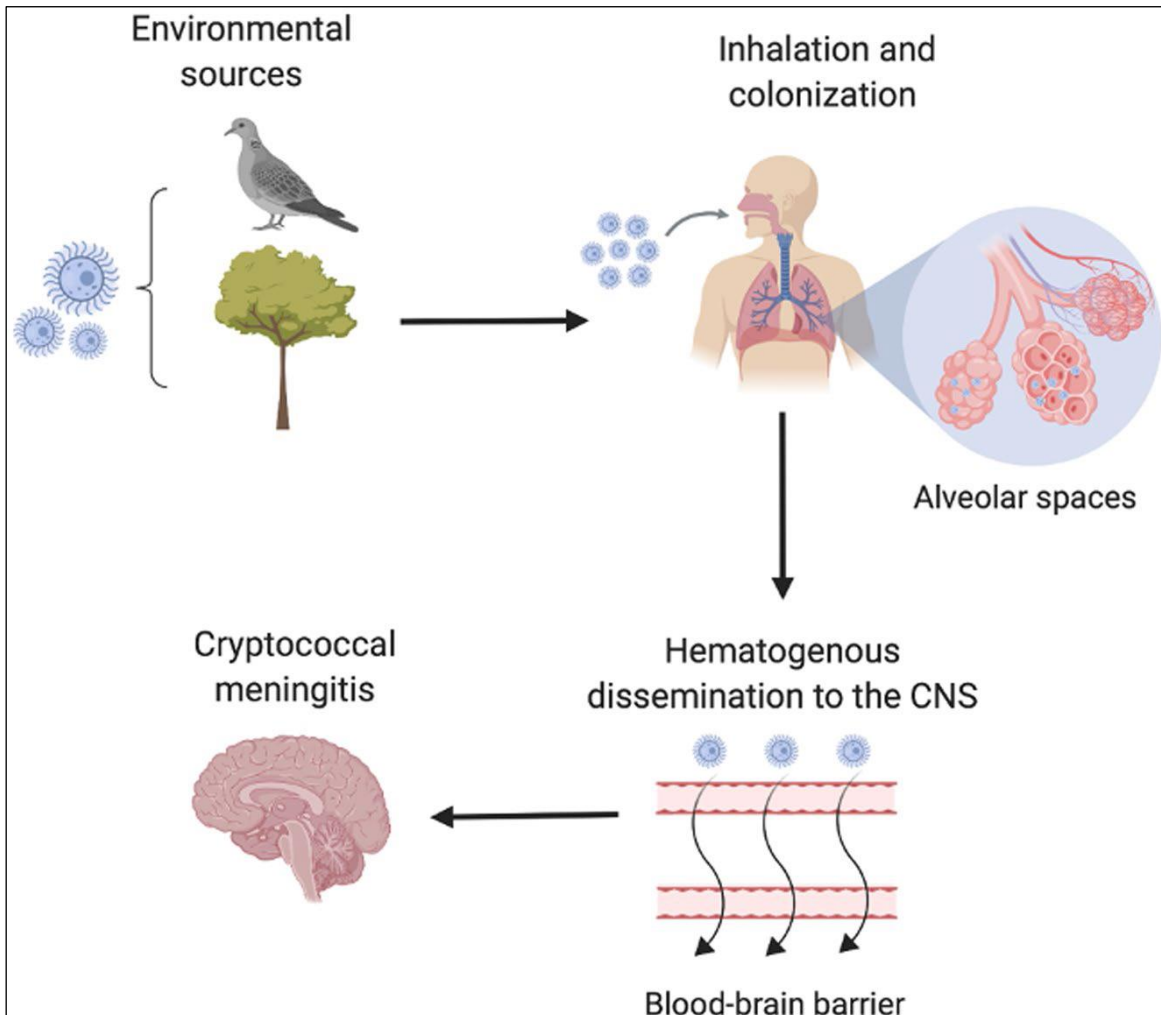 Environmental
sources
Inhalation and
colonization
Alveolar spaces
Hematogenous
dissemination to the CNS
Blood-brain barrier
Cryptococcal
meningitis